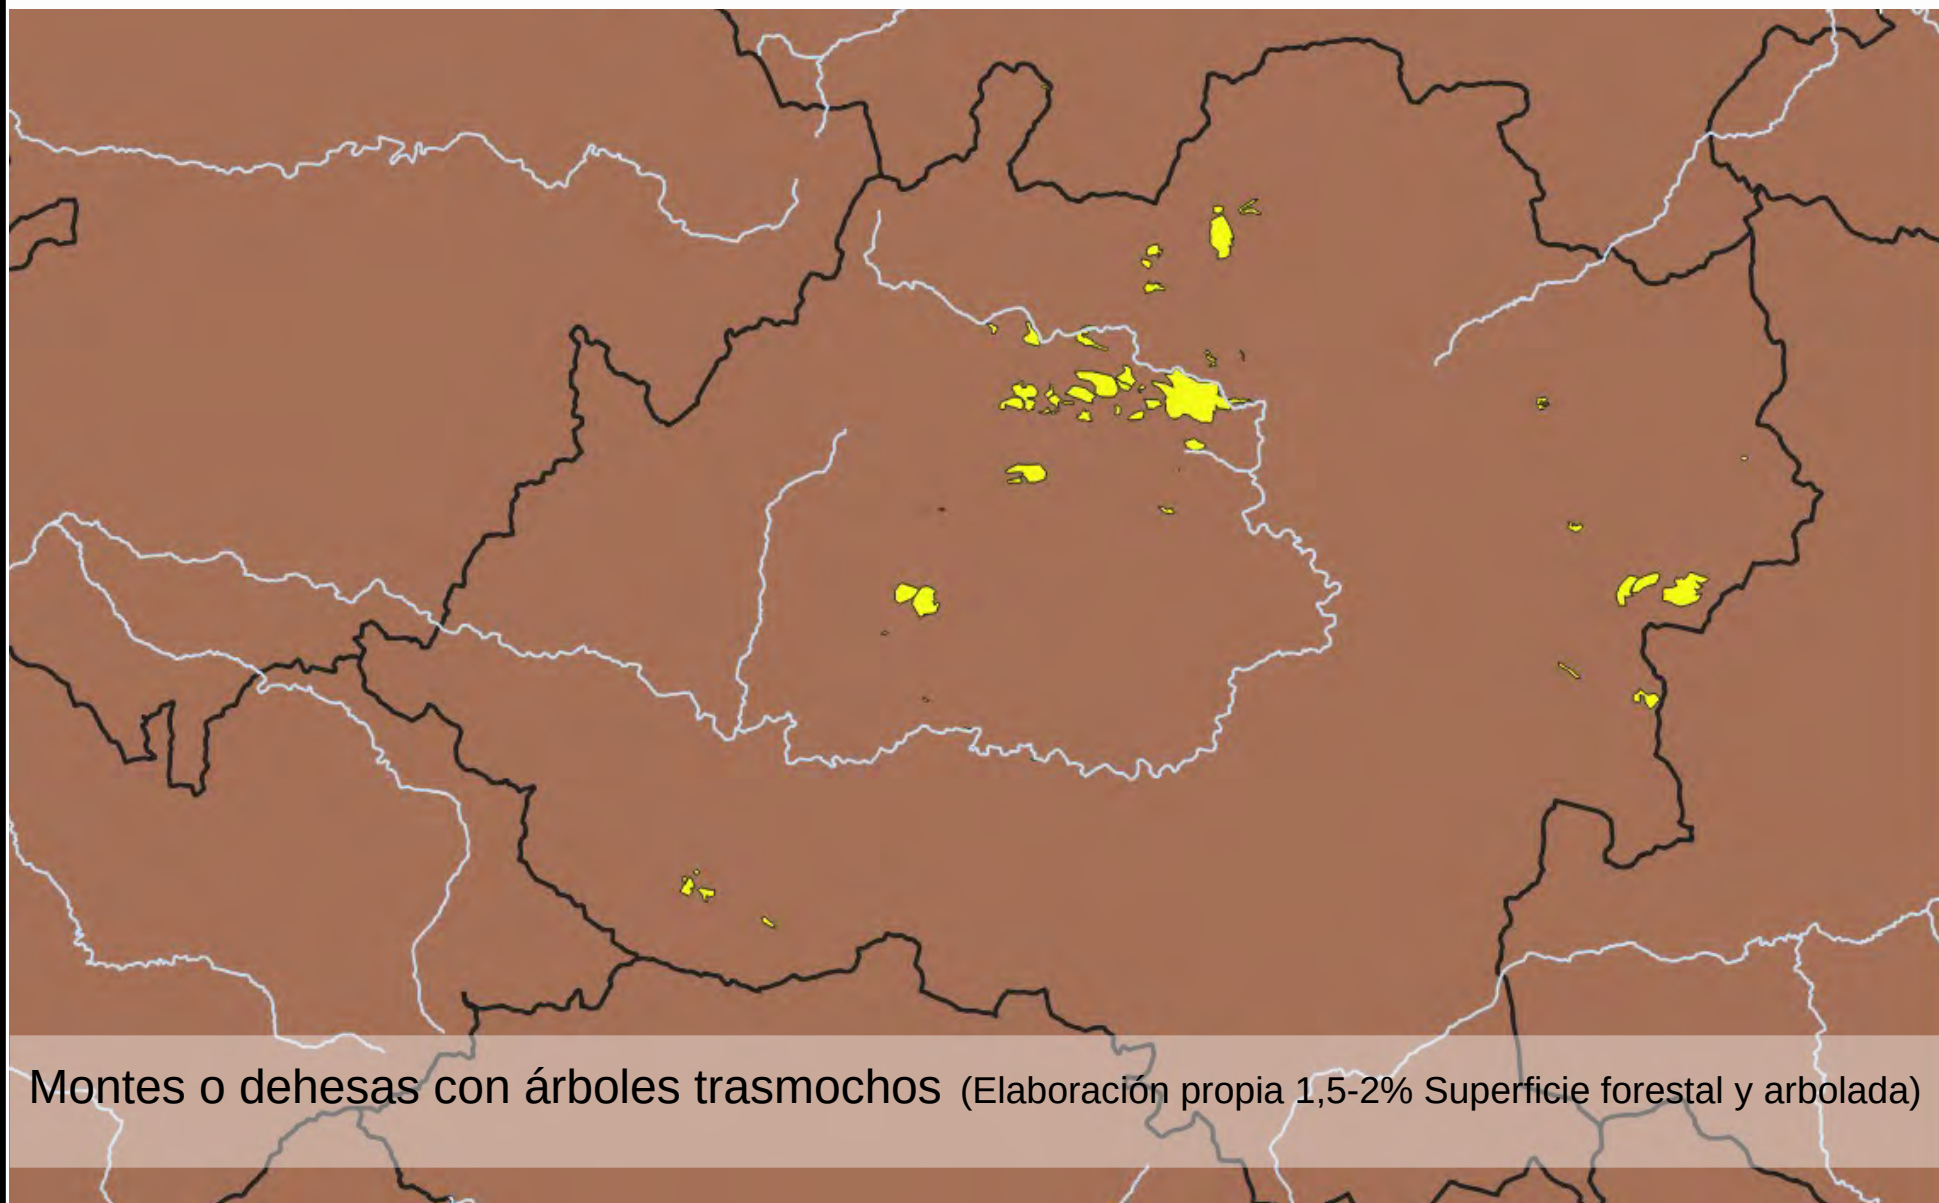 Montes o dehesas con árboles trasmochos (Elaboración propia 1,5-2% Superficie forestal y arbolada)